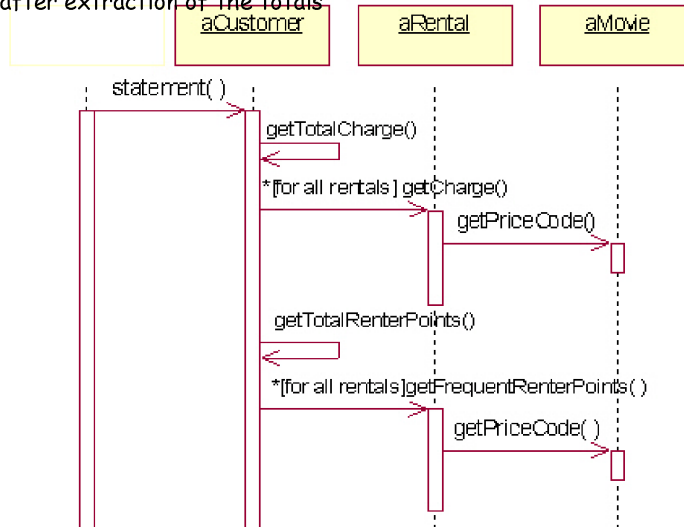 after extraction of the totals
aCustomer aRental aMovie
statement( )
getTotalCharge()
*[for all rentals] getCharge()
getPriceCode()
getTotalRenterPoints()
*[for all rentals]getFrequentRenterPoints( )
getPriceCode( )